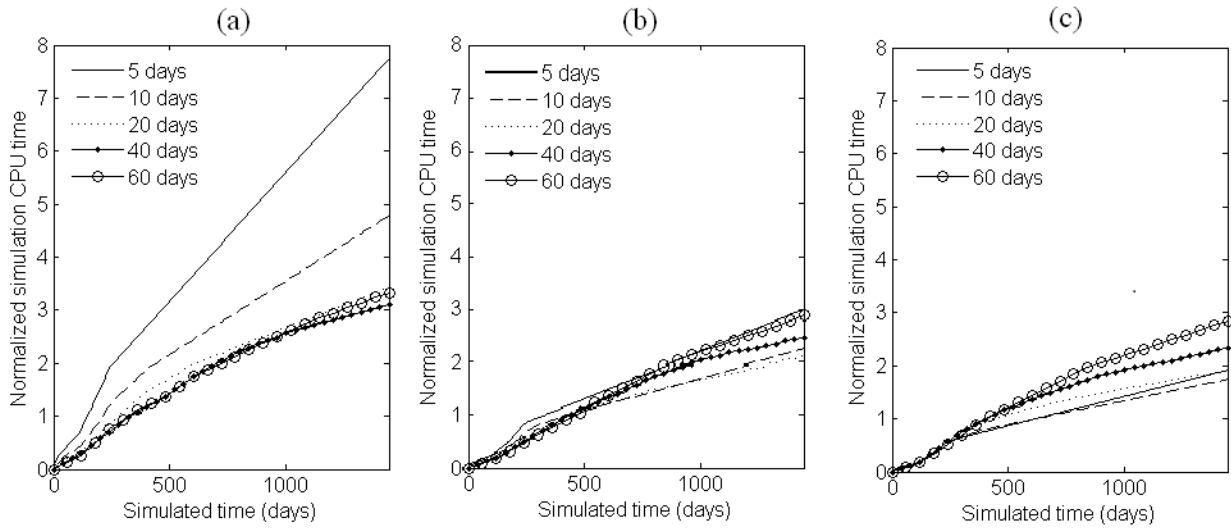 (a)
8
7
6
5
4
3
2
1
0
Normalized simulation CPU time
5 days
10 days
20 days
40 days
60 days
0
500
1000
Simulated time (days)
(b)
8
7
6
5
4
3
2
1
0
Normalized simulation CPU time
5 days
10 days
20 days
40 days
60 days
0
500
1000
Simulated time (days)
(c)
8
7
6
5
4
3
2
1
0
Normalized simulation CPU time
5 days
10 days
20 days
40 days
60 days
0
500
1000
Simulated time (days)